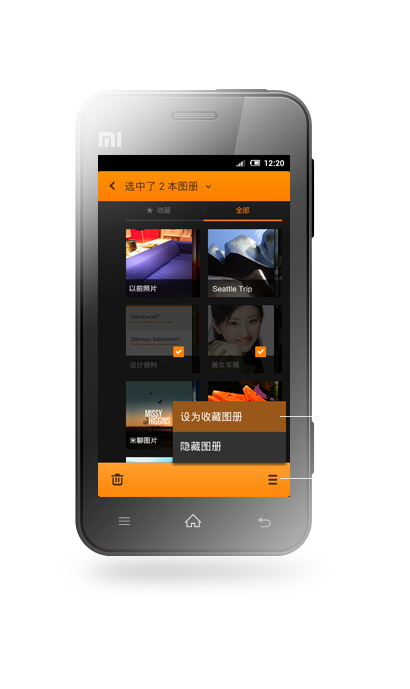 MI
12:20
选中了 2 本图册
★ 收藏
全部
以前照片
Seattle Trip
设计资料
美女车模
MISSY
HIGGINS
米聊图片
设为收藏图册
隐藏图册